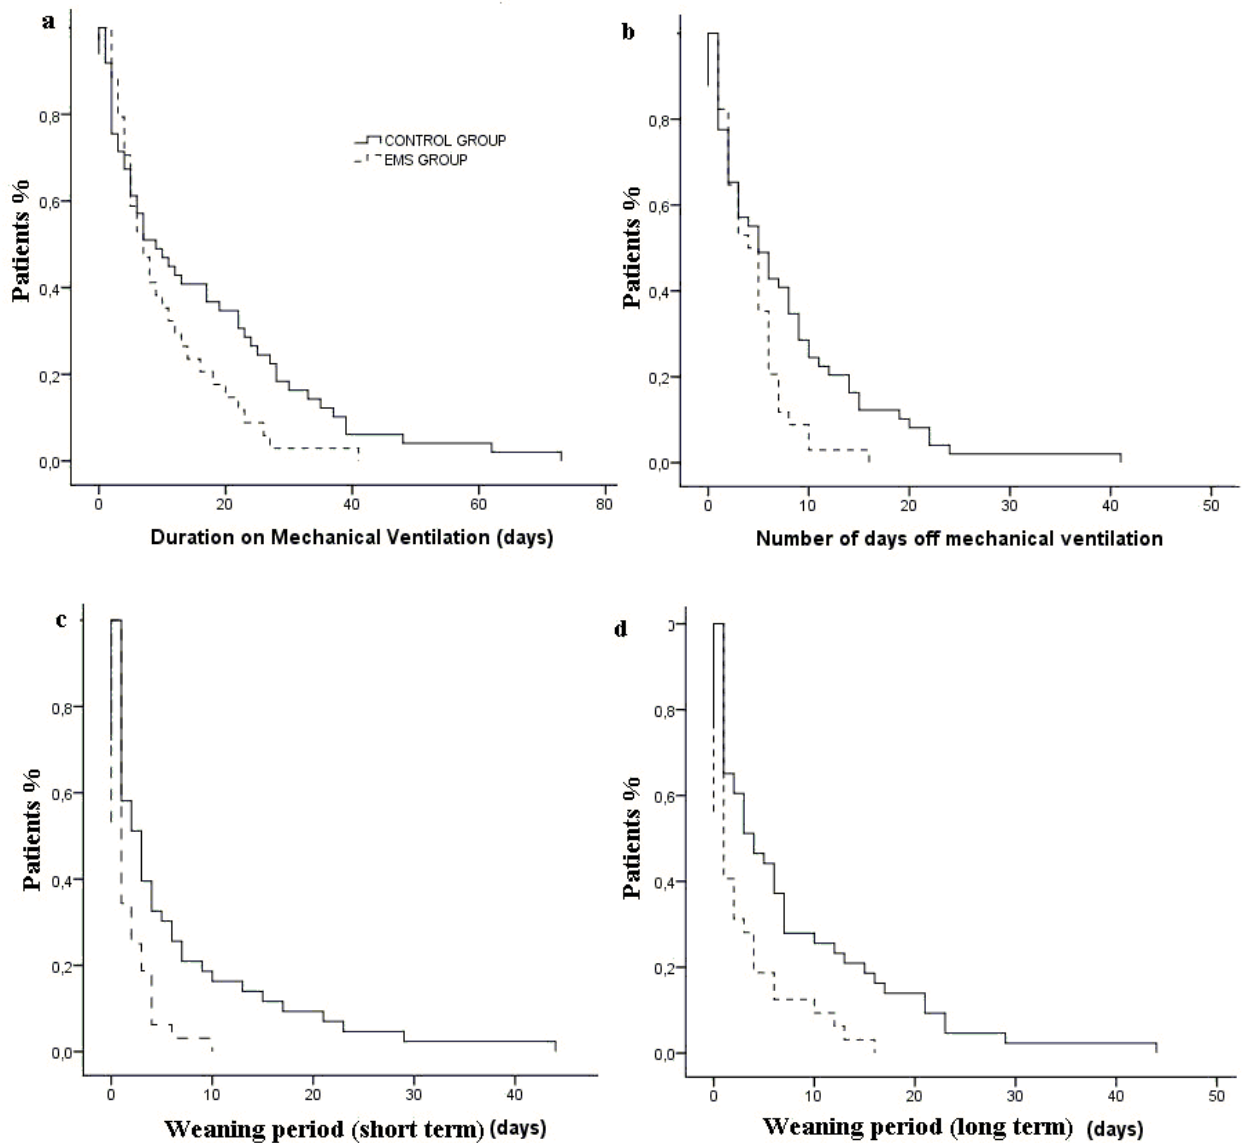 a
Patients %
0,8
0,6
0,4
0,2
0,0
CONTROL GROUP
EMS GROUP
0 20 40 60 80
Duration on Mechanical Ventilation (days)
b
Patients %
0,8
0,6
0,4
0,2
0,0
0 10 20 30 40 50
Number of days off mechanical ventilation
c
Patients %
0,8
0,6
0,4
0,2
0,0
0 10 20 30 40
Weaning period (short term) (days)
d
Patients %
0,8
0,6
0,4
0,2
0,0
0 10 20 30 40 50
Weaning period (long term) (days)